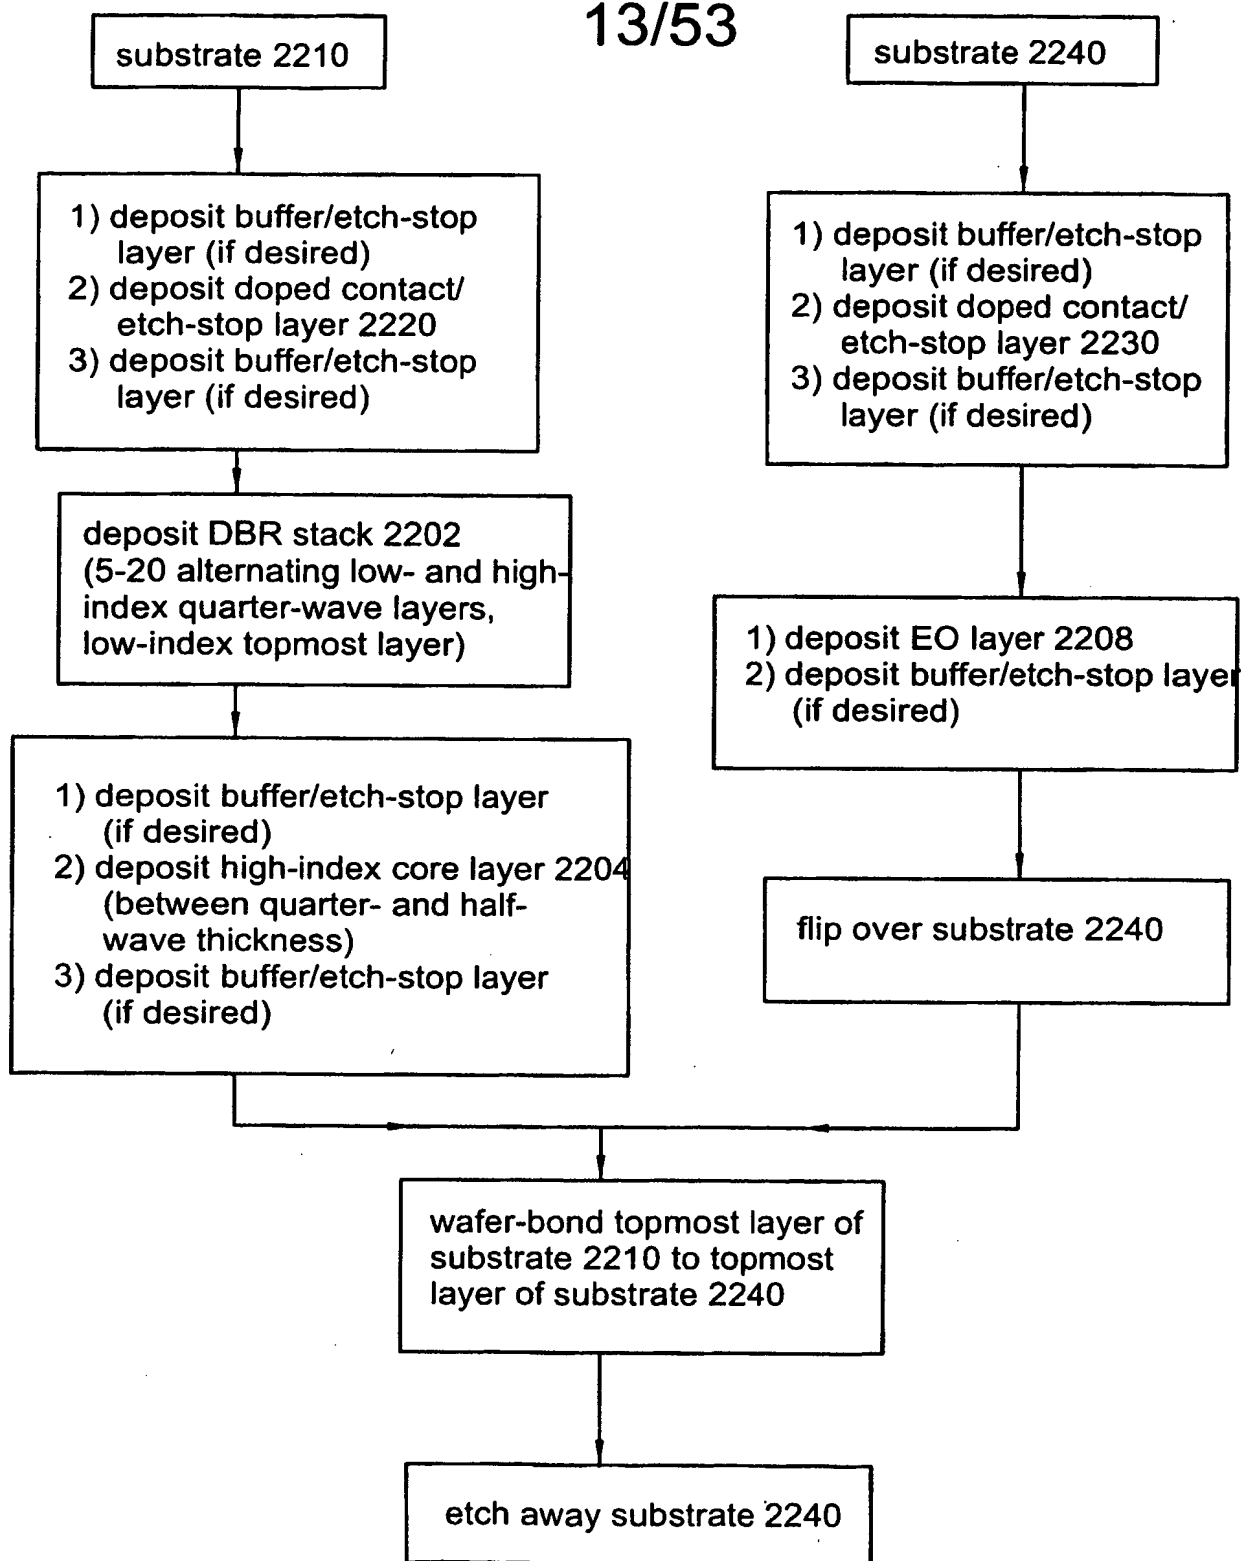 13/53
substrate 2210
1) deposit buffer/etch-stop
layer (if desired)
2) deposit doped contact/
etch-stop layer 2220
3) deposit buffer/etch-stop
layer (if desired)
deposit DBR stack 2202
(5-20 alternating low- and high-
index quarter-wave layers,
low-index topmost layer)
1) deposit buffer/etch-stop layer
(if desired)
2) deposit high-index core layer 2204
(between quarter- and half-
wave thickness)
3) deposit buffer/etch-stop layer
(if desired)
substrate 2240
1) deposit buffer/etch-stop
layer (if desired)
2) deposit doped contact/
etch-stop layer 2230
3) deposit buffer/etch-stop
layer (if desired)
1) deposit EO layer 2208
2) deposit buffer/etch-stop layer
(if desired)
flip over substrate 2240
wafer-bond topmost layer of
substrate 2210 to topmost
layer of substrate 2240
etch away substrate 2240